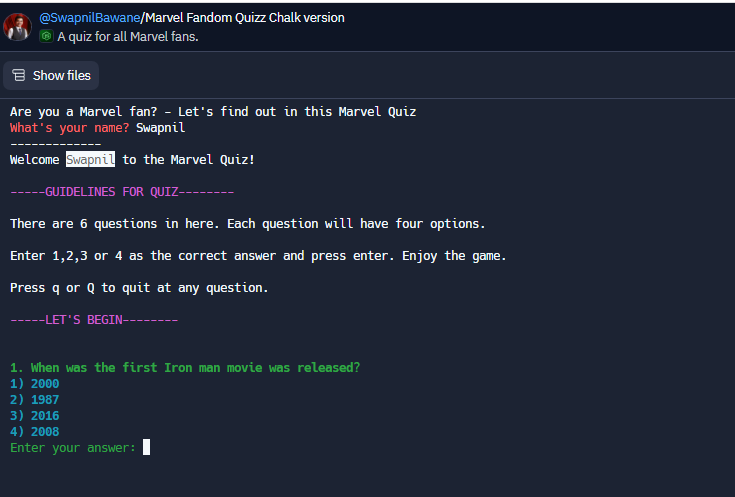 @SwapnilBawane/Marvel Fandom Quizz Chalk version
A quiz for all Marvel fans.
Show files
Are you a Marvel fan? - Let's find out in this Marvel Quiz
What's your name? Swapnil
-------------
Welcome Swapnil to the Marvel Quiz!
-----GUIDELINES FOR QUIZ--------
There are 6 questions in here. Each question will have four options.
Enter 1,2,3 or 4 as the correct answer and press enter. Enjoy the game.
Press q or Q to quit at any question.
-----LET'S BEGIN--------
1. When was the first Iron man movie was released?
1) 2000
2) 1987
3) 2016
4) 2008
Enter your answer: